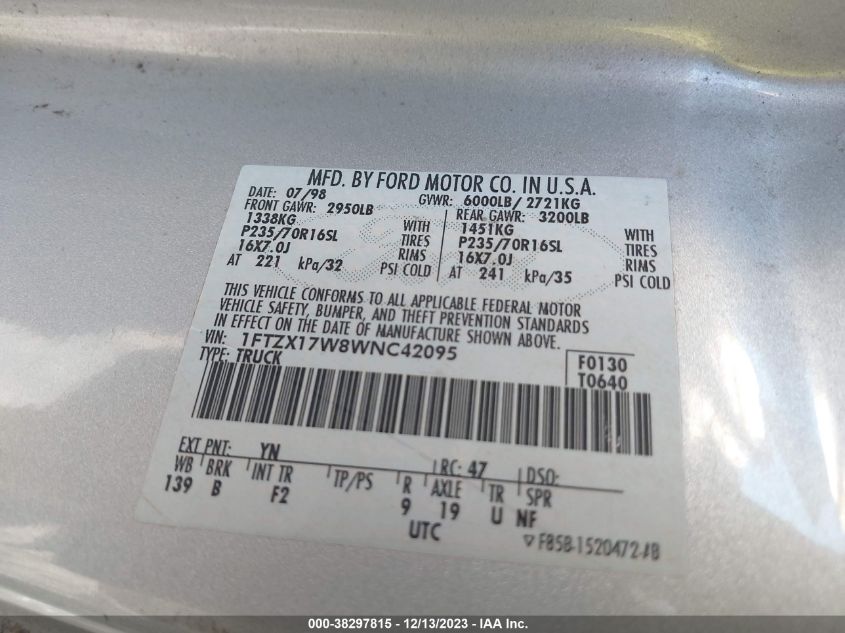 MFD. BY FORD MOTOR CO. IN U.S.A.
DATE: 07/98 GVWR: 6000LB/ 2721KG
FRONT GAWR: 2950LB REAR GAWR: 3200LB
1338KG WITH 1451KG WITH
P235/70R16SL TIRES P235/70R16SL TIRES
16X7.0J RIMS 16X7.0J RIMS
AT 221 kPa/32 PSI COLD AT 241 kPa/35 PSI COLD
THIS VEHICLE CONFORMS TO ALL APPLICABLE FEDERAL MOTOR
VEHICLE SAFETY, BUMPER, AND THEFT PREVENTION STANDARDS
IN EFFECT ON THE DATE OF MANUFACTURE SHOWN ABOVE.
VIN: 1FTZX17W8WNC42095
TYPE: TRUCK F0130
T0640
EXT PNT: YN RC: 47 DSO:
WB BRK INT TR TP/PS R AXLE TR SPR
139 B F2 9 19 U NF
UTC
F85B-1520472-AB
000-38297815 - 12/13/2023 - IAA Inc.